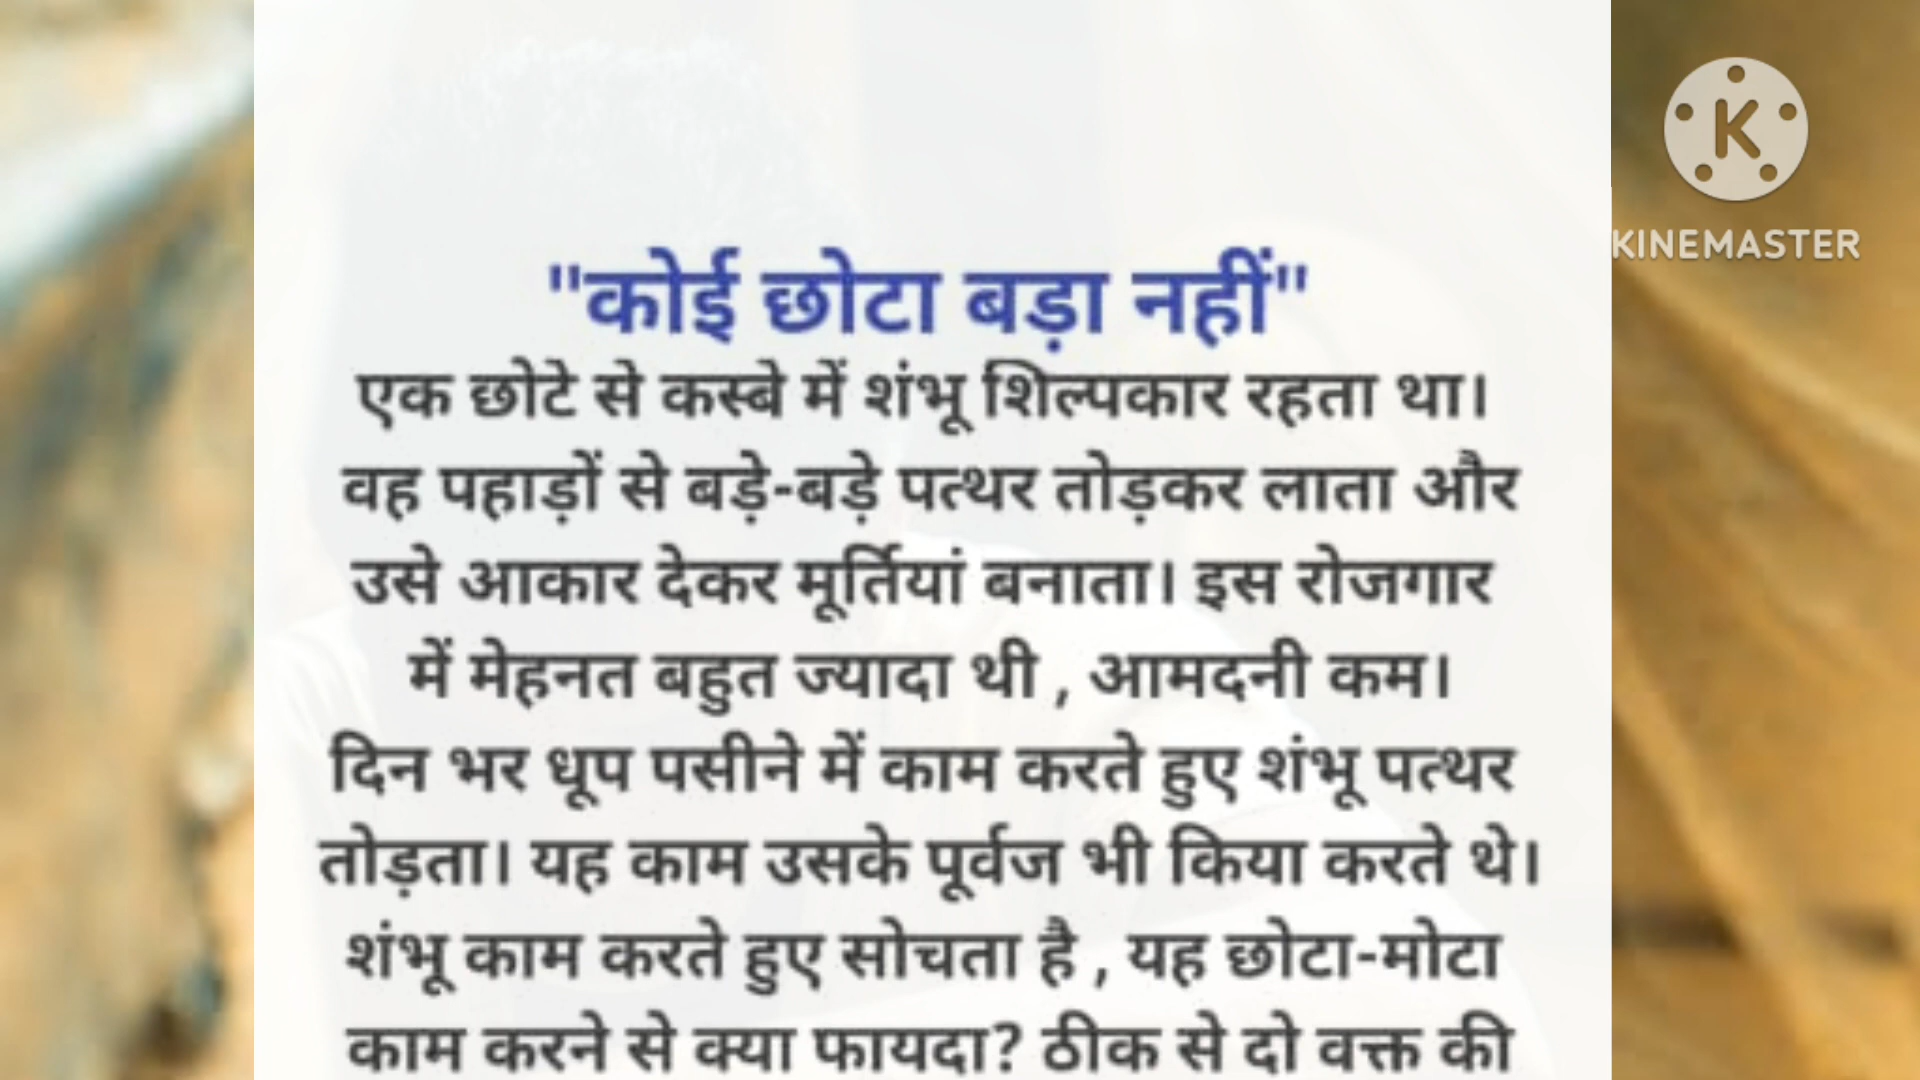 "कोई छोटा बड़ा नहीं"
एक छोटे से कस्बे में शंभू शिल्पकार रहता था।
वह पहाड़ों से बड़े-बड़े पत्थर तोड़कर लाता और
उसे आकार देकर मूर्तियां बनाता। इस रोजगार
में मेहनत बहुत ज्यादा थी , आमदनी कम।
दिन भर धूप पसीने में काम करते हुए शंभू पत्थर
तोड़ता। यह काम उसके पूर्वज भी किया करते थे।
शंभू काम करते हुए सोचता है , यह छोटा-मोटा
काम करने से क्या फायदा? ठीक से दो वक्त की
K
KINEMASTER